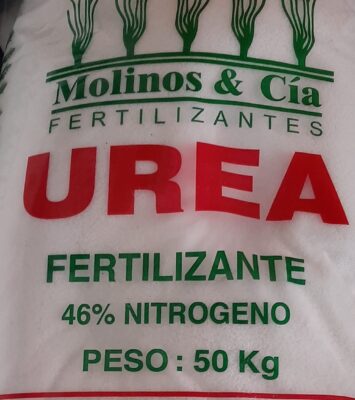 Molinos & Cía
FERTILIZANTES
UREA
FERTILIZANTE
46% NITROGENO
PESO : 50 Kg